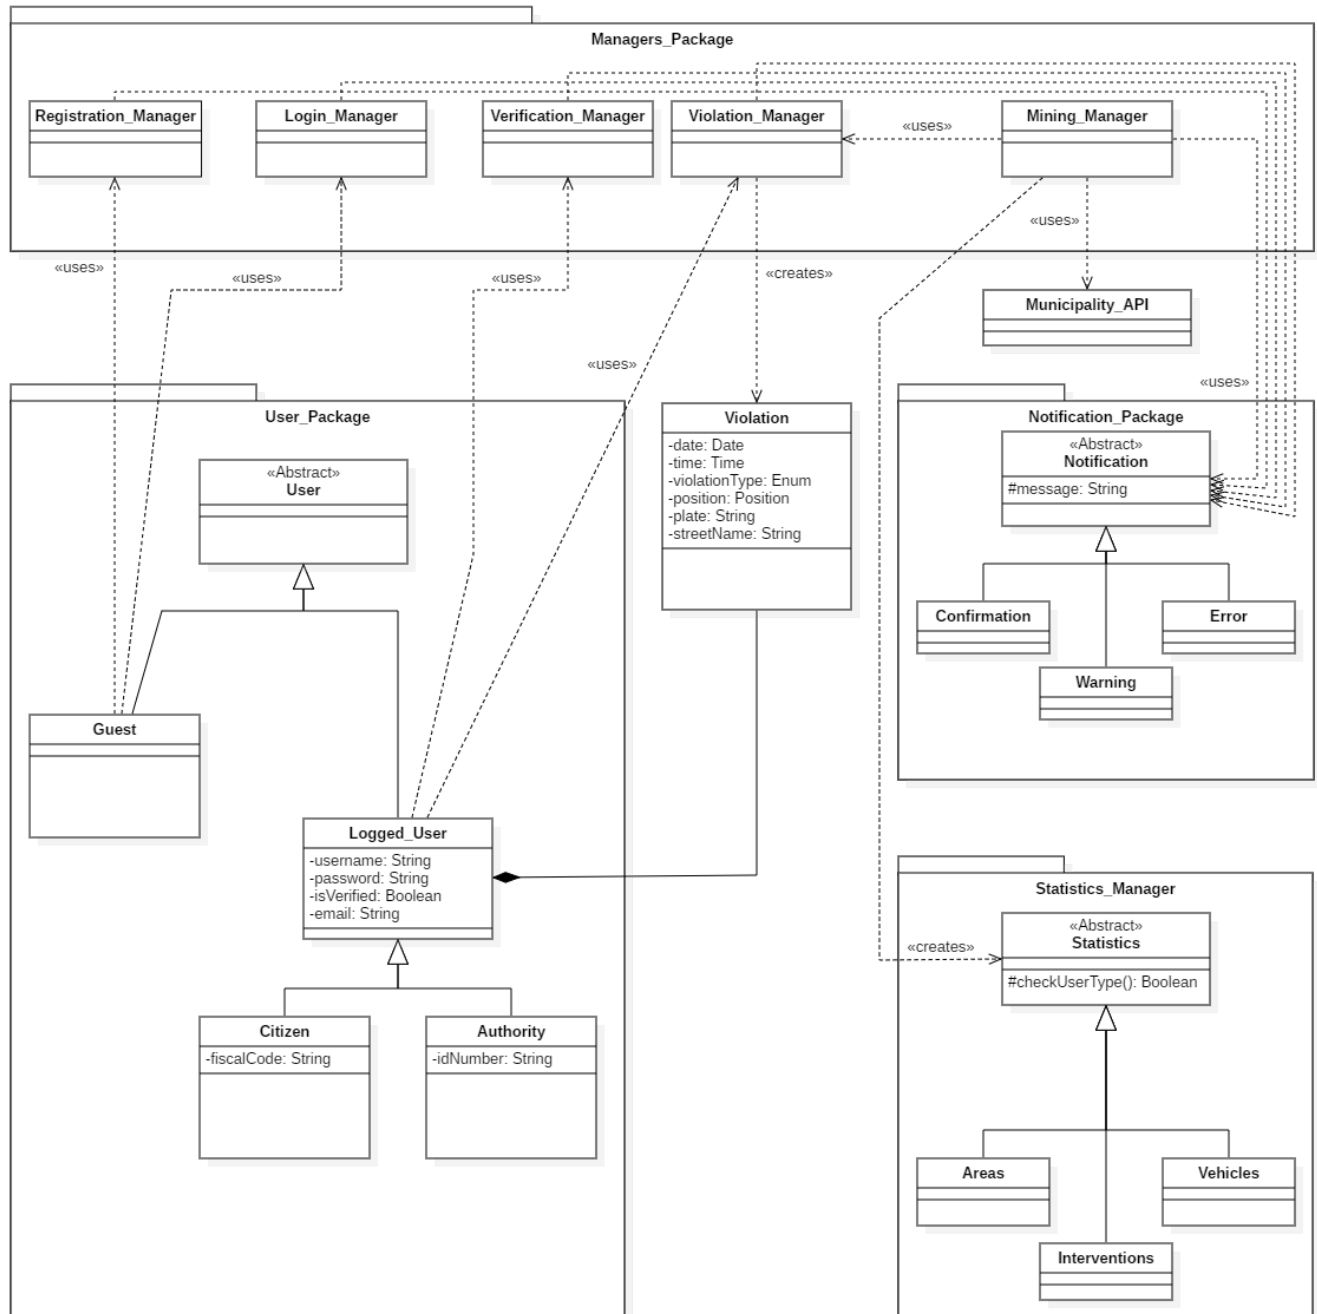 Managers_Package
Registration_Manager
Login_Manager
Verification_Manager
Violation_Manager
«uses»
Mining_Manager
«uses»
«uses»
«uses»
«uses»
«creates»
Municipality_API
«uses»
«uses»
User_Package
«Abstract»
User
Guest
Logged_User
-username: String
-password: String
-isVerified: Boolean
-email: String
Citizen
-fiscalCode: String
Authority
-idNumber: String
Violation
-date: Date
-time: Time
-violationType: Enum
-position: Position
-plate: String
-streetName: String
Notification_Package
«Abstract»
Notification
#message: String
Confirmation
Error
Warning
Statistics_Manager
«Abstract»
Statistics
«creates»
#checkUserType(): Boolean
Areas
Vehicles
Interventions